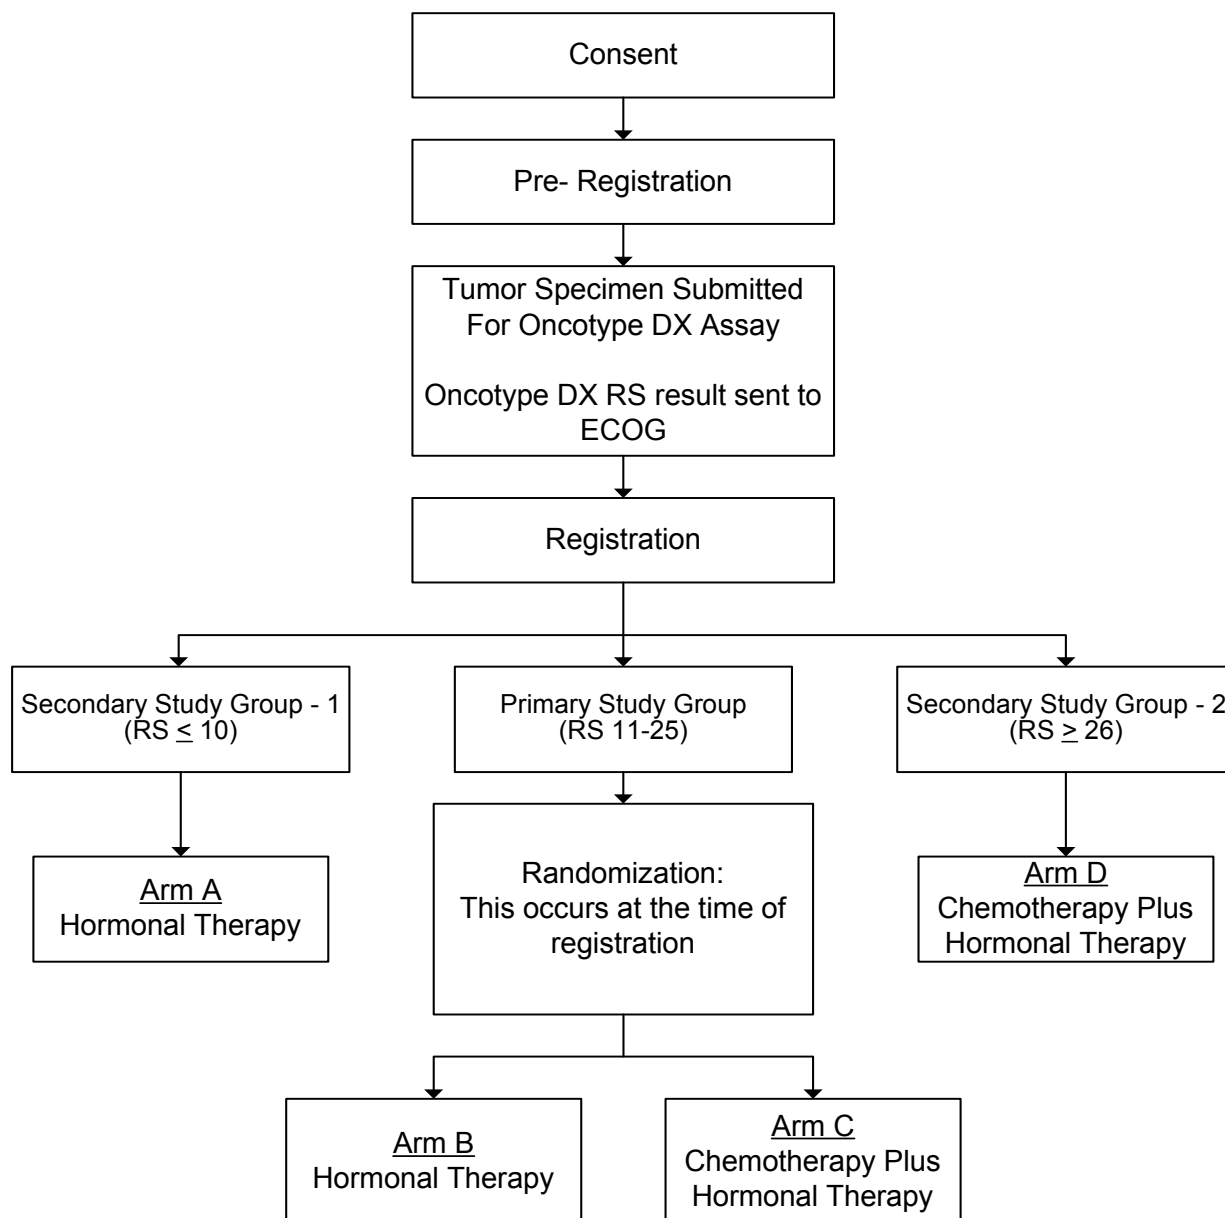 Consent
Pre- Registration
Tumor Specimen Submitted
For Oncotype DX Assay
Oncotype DX RS result sent to
ECOG
Registration
Secondary Study Group - 1
(RS ≤ 10)
Primary Study Group
(RS 11-25)
Secondary Study Group - 2
(RS ≥ 26)
Arm A
Hormonal Therapy
Randomization:
This occurs at the time of
registration
Arm D
Chemotherapy Plus
Hormonal Therapy
Arm B
Hormonal Therapy
Arm C
Chemotherapy Plus
Hormonal Therapy